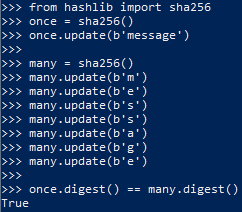 >>> from hashlib import sha256
>>> once = sha256()
>>> once.update(b'message')
>>>
>>> many = sha256()
>>> many.update(b'm')
>>> many.update(b'e')
>>> many.update(b's')
>>> many.update(b's')
>>> many.update(b'a')
>>> many.update(b'g')
>>> many.update(b'e')
>>>
>>> once.digest() == many.digest()
True